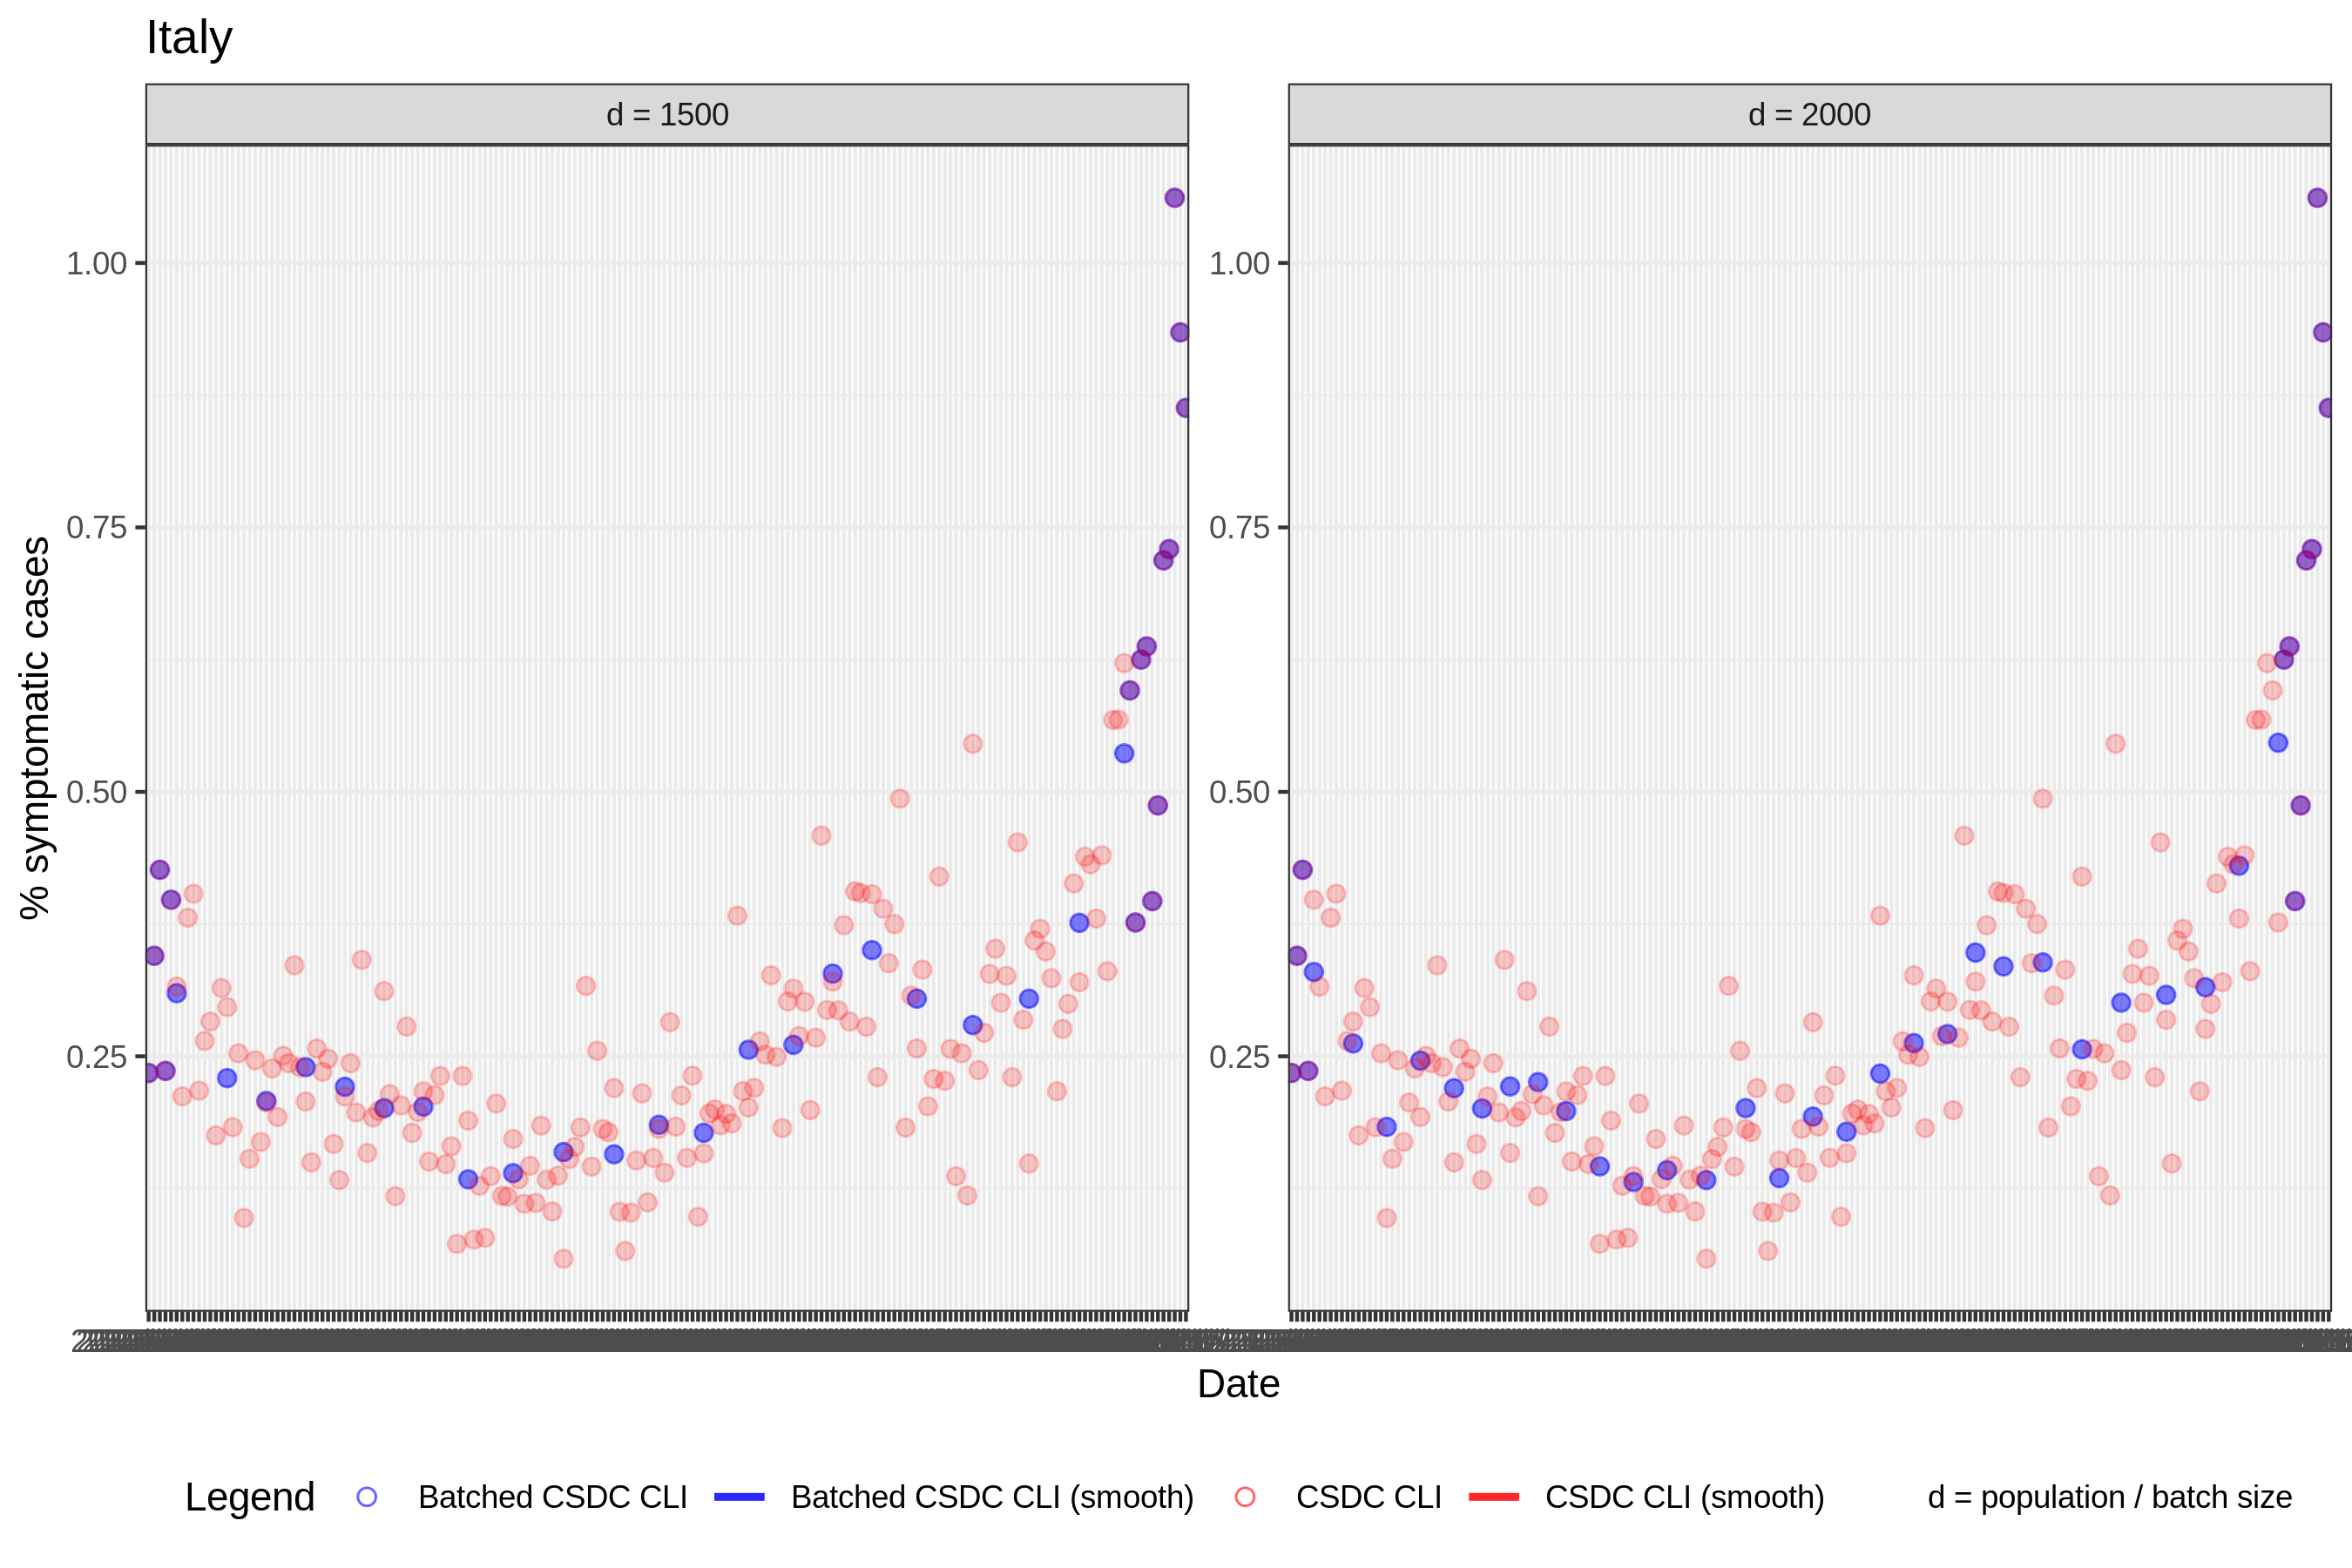 Italy
d = 1500
d = 2000
% symptomatic cases
1.00
0.75
0.50
0.25
1.00
0.75
0.50
0.25
Date
Legend
Batched CSDC CLI
Batched CSDC CLI (smooth)
CSDC CLI
CSDC CLI (smooth)
d = population / batch size